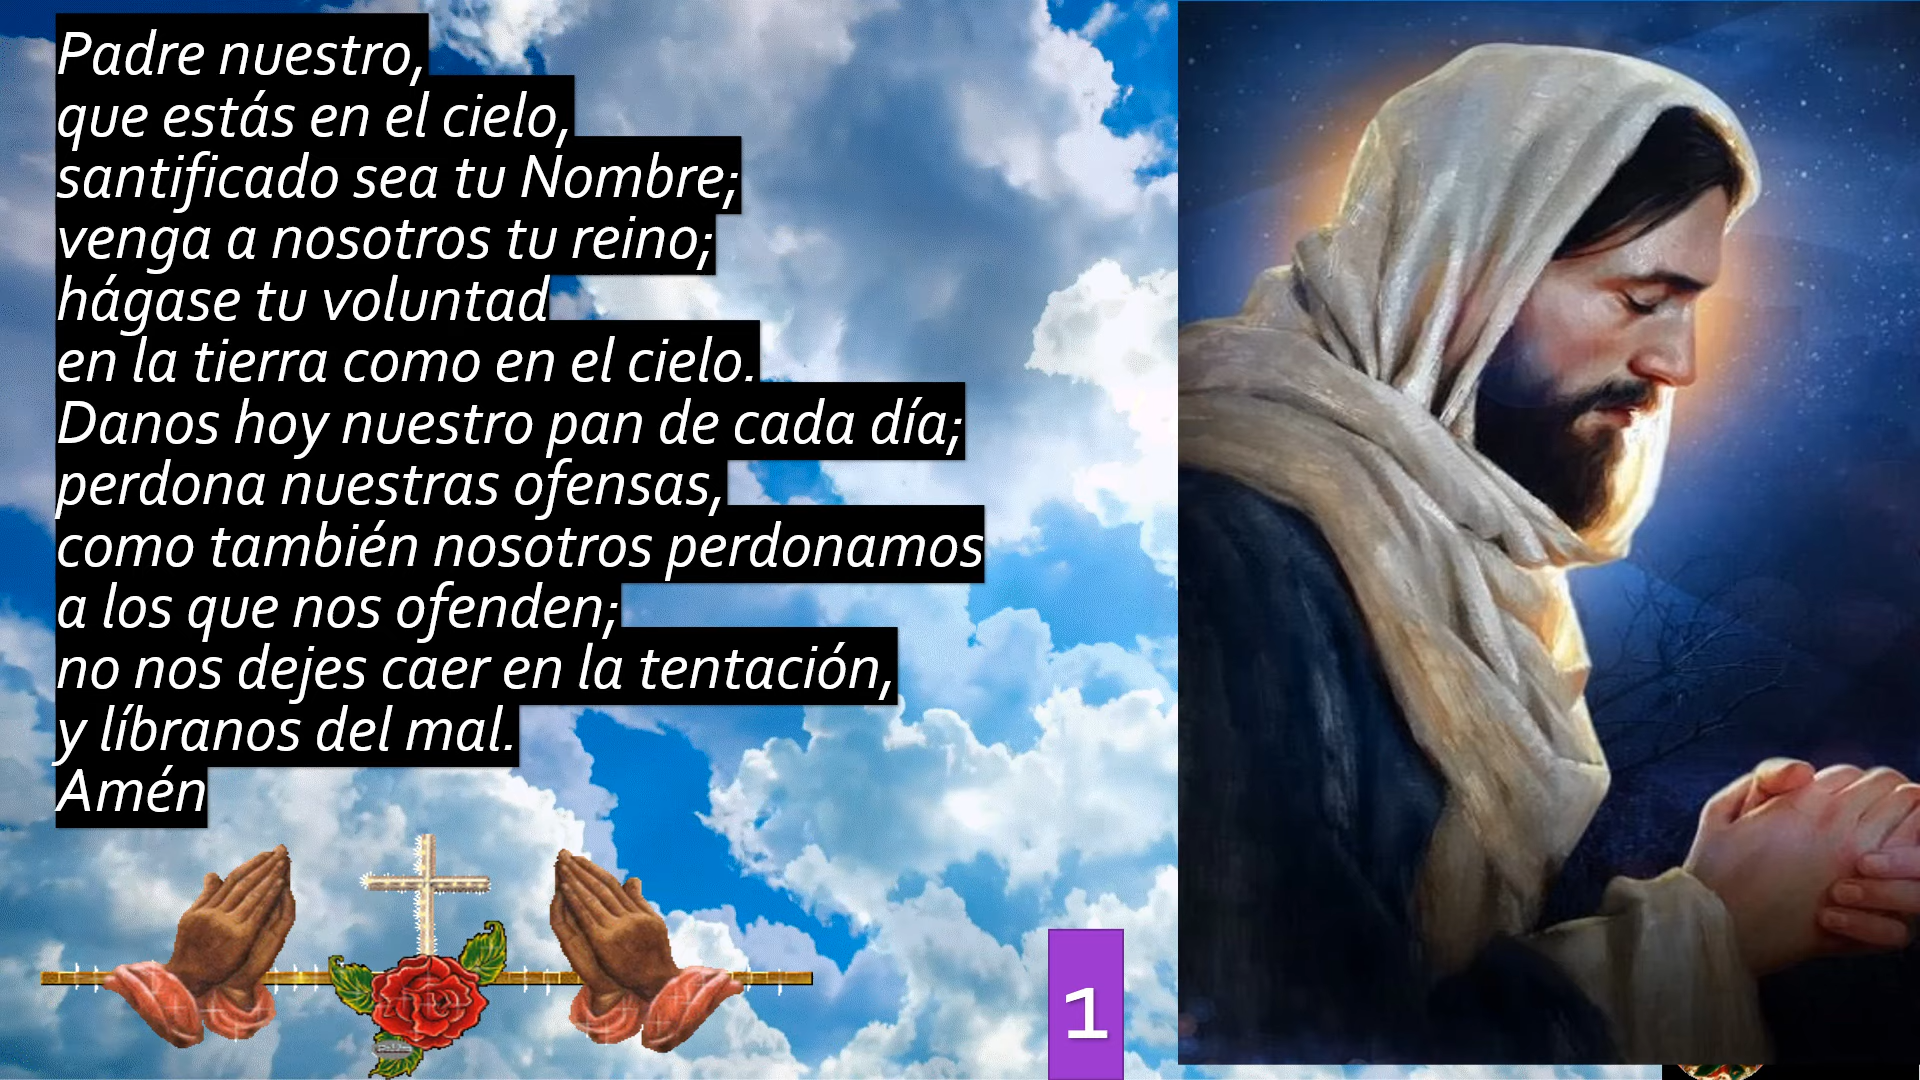 Padre nuestro,
que estás en el cielo,
santificado sea tu Nombre;
venga a nosotros tu reino;
hágase tu voluntad
en la tierra como en el cielo.
Danos hoy nuestro pan de cada día;
perdona nuestras ofensas,
como también nosotros perdonamos
a los que nos ofenden;
no nos dejes caer en la tentación,
y líbranos del mal.
Amén
1